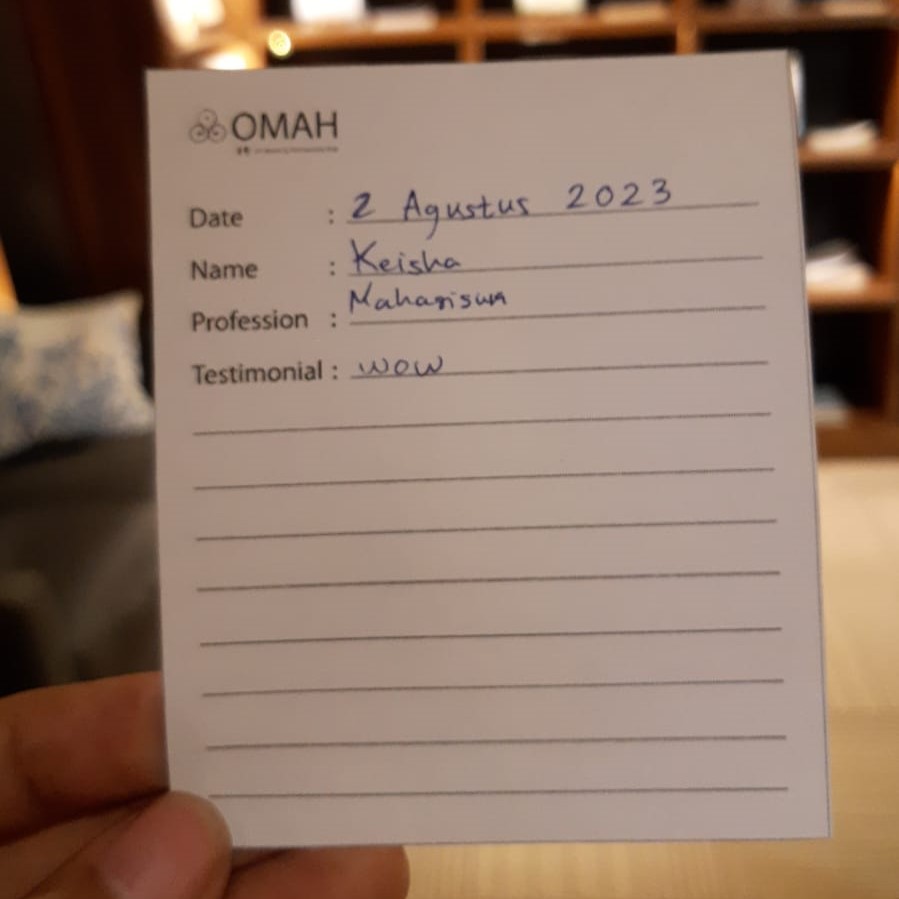 OMAH
Date : 2 Agustus 2023
Name : Keisha
Profession : Mahasiswa
Testimonial : wow